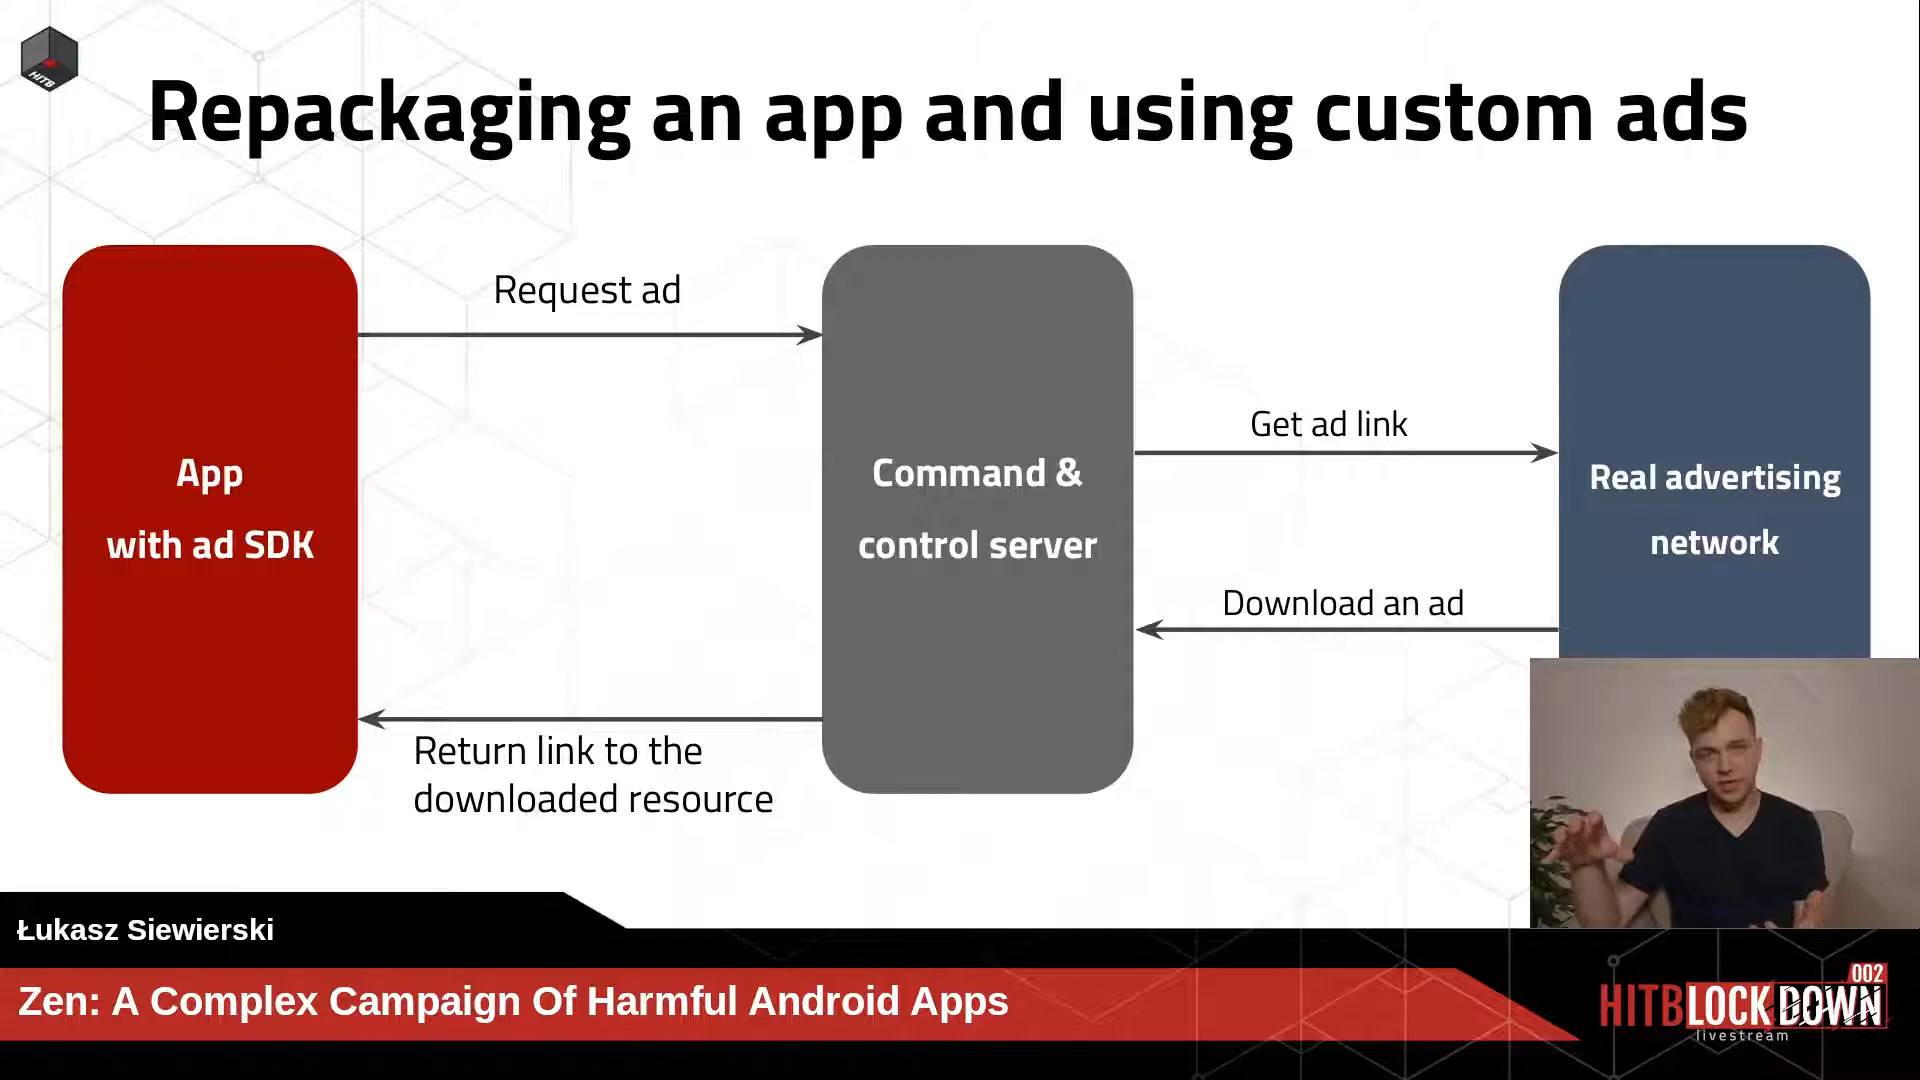 HITB
Repackaging an app and using custom ads
Request ad
Get ad link
App
with ad SDK
Command &
control server
Real advertising
network
Download an ad
Return link to the
downloaded resource
Łukasz Siewierski
Zen: A Complex Campaign Of Harmful Android Apps
002
HITBLOCKDOWN
livestream